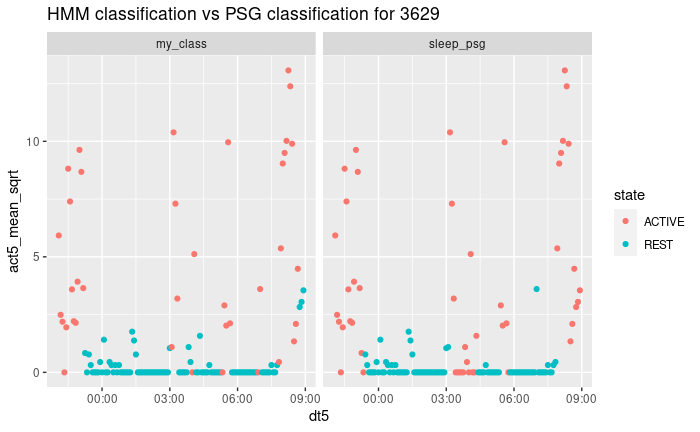 HMM classification vs PSG classification for 3629
my_class sleep_psg
10
5
0
act5_mean_sqrt
00:00 03:00 06:00 09:00 00:00 03:00 06:00 09:00
dt5
state
ACTIVE
REST